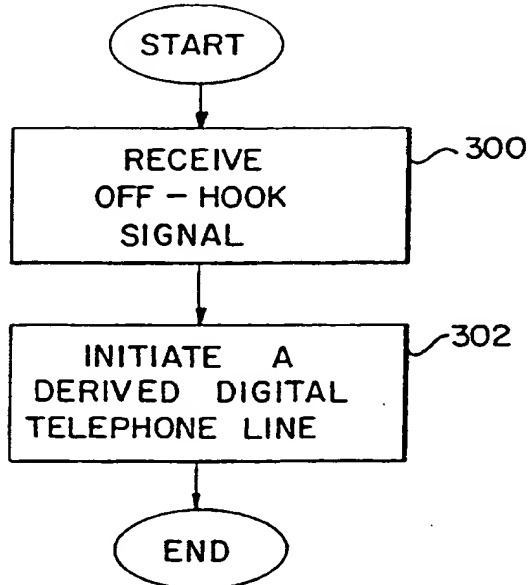 START
RECEIVE
OFF - HOOK
SIGNAL
300
INITIATE A
DERIVED DIGITAL
TELEPHONE LINE
302
END